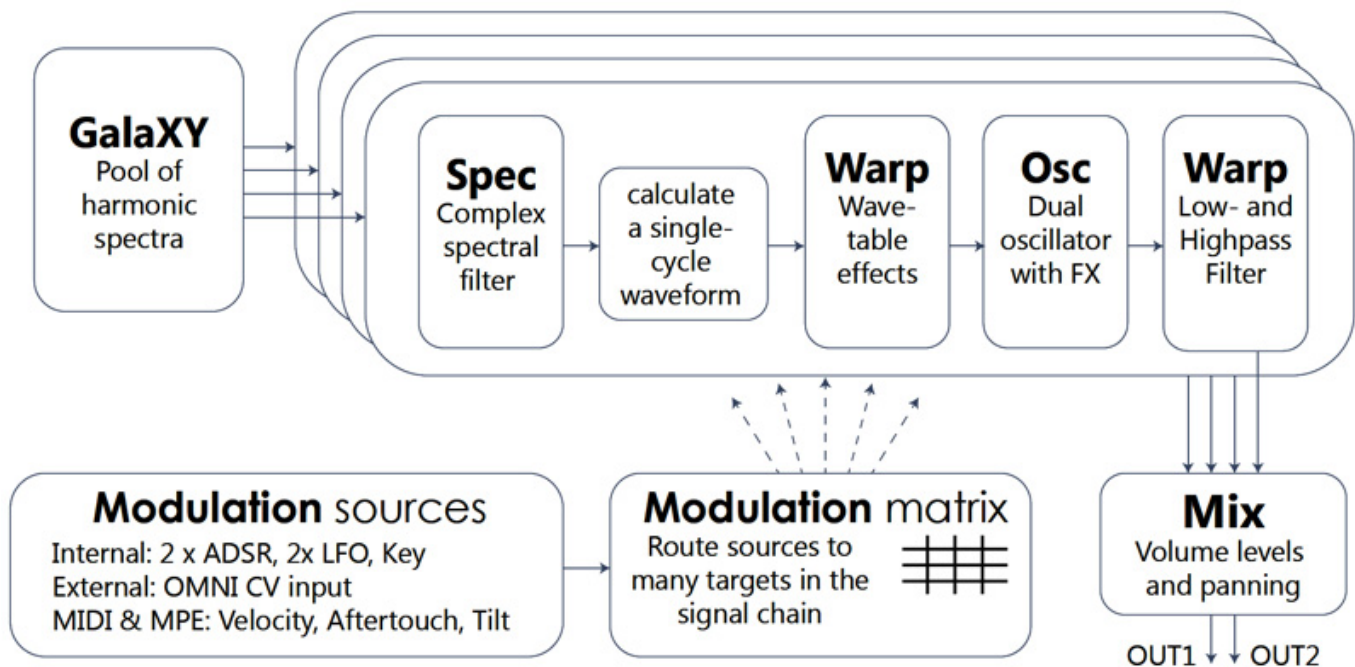 GalaXY
Pool of
harmonic
spectra
Spec
Complex
spectral
filter
calculate
a single-
cycle
waveform
Warp
Wave-
table
effects
Osc
Dual
oscillator
with FX
Warp
Low- and
Highpass
Filter
Modulation sources
Internal: 2 x ADSR, 2x LFO, Key
External: OMNI CV input
MIDI & MPE: Velocity, Aftertouch, Tilt
Modulation matrix
Route sources to
many targets in the
signal chain
Mix
Volume levels
and panning
OUT1 OUT2